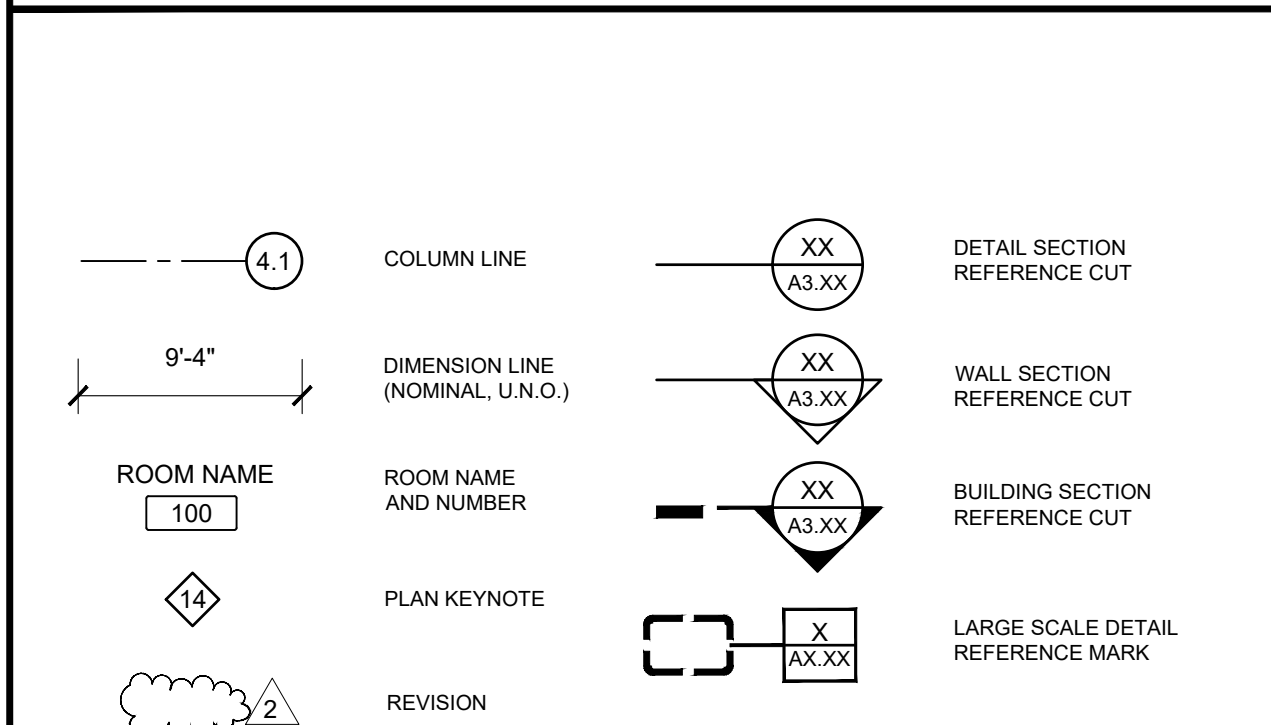 4.1
COLUMN LINE
9'-4"
DIMENSION LINE
(NOMINAL, U.N.O.)
ROOM NAME
100
ROOM NAME
AND NUMBER
14
PLAN KEYNOTE
2
REVISION
XX
A3.XX
DETAIL SECTION
REFERENCE CUT
XX
A3.XX
WALL SECTION
REFERENCE CUT
XX
A3.XX
BUILDING SECTION
REFERENCE CUT
X
AX.XX
LARGE SCALE DETAIL
REFERENCE MARK